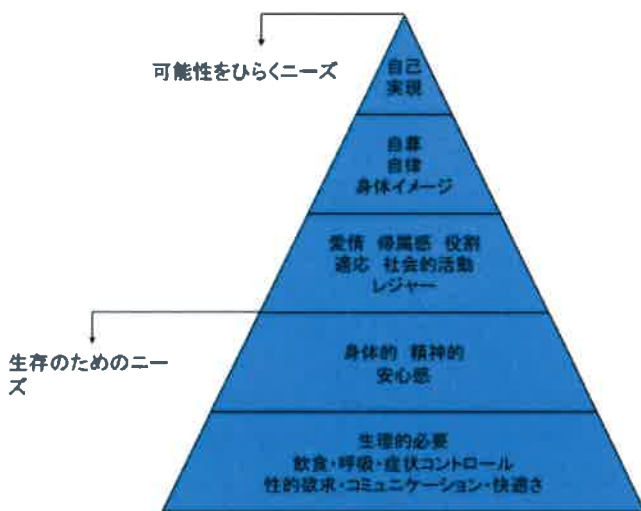 可能性をひらくニーズ
自己
実現
自尊
自律
身体イメージ
愛情 帰属感 役割
適応 社会的活動
レジャー
生存のためのニー
ズ
身体的 精神的
安心感
生理的必要
飲食・呼吸・症状コントロール
性的欲求・コミュニケーション・快適さ